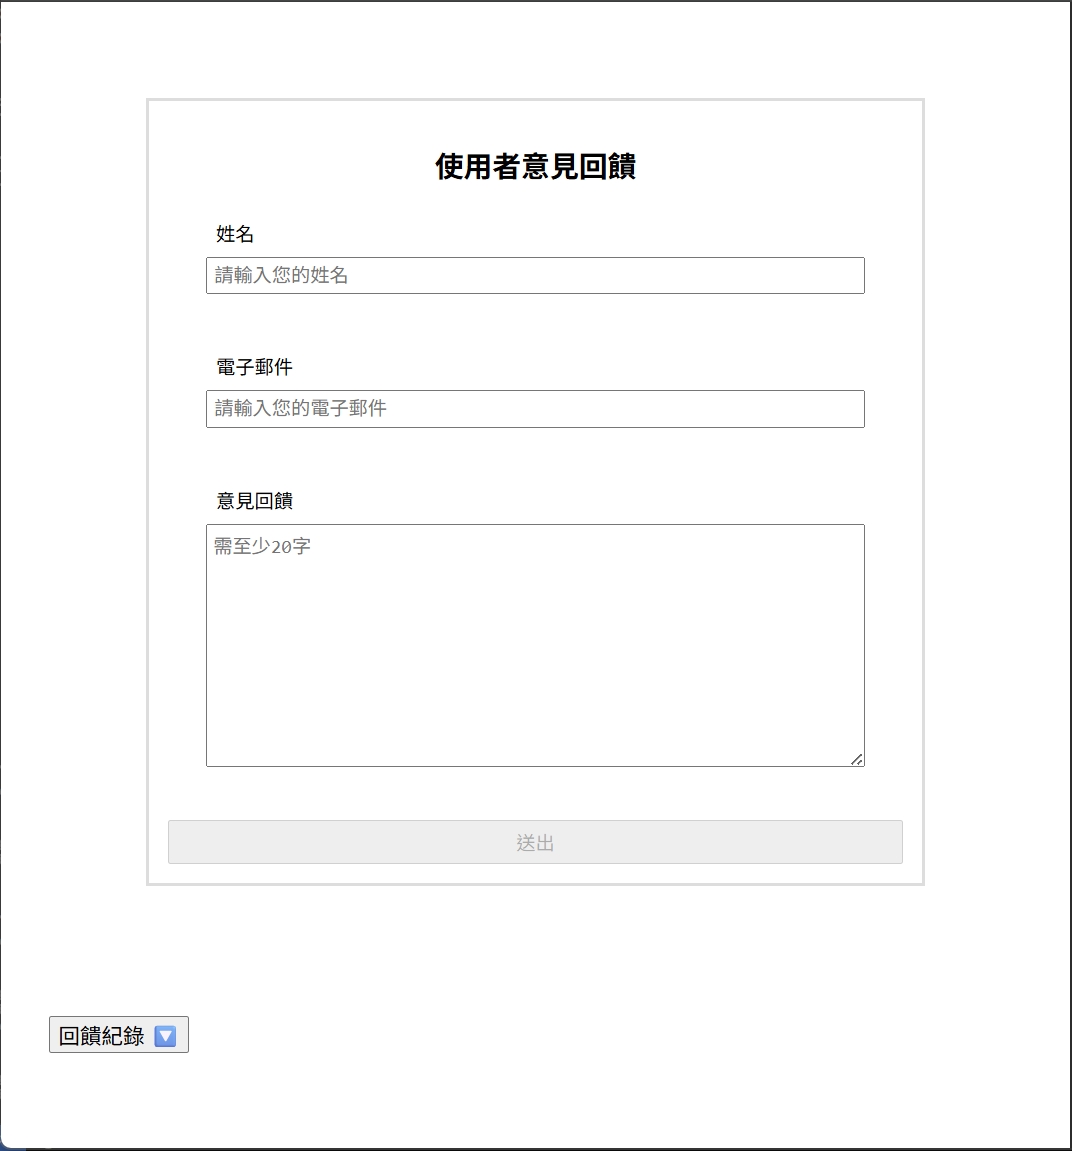 使用者意見回饋
姓名
請輸入您的姓名
電子郵件
請輸入您的電子郵件
意見回饋
需至少20字
送出
回饋紀錄 🔽